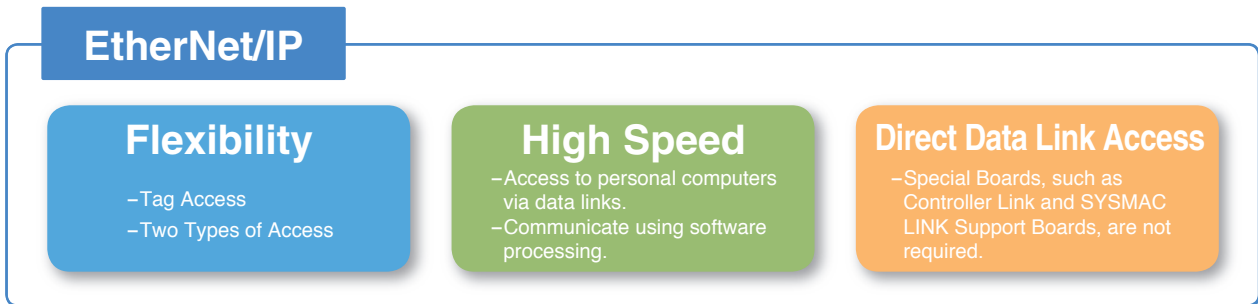 EtherNet/IP
Flexibility
–Tag Access
–Two Types of Access
High Speed
–Access to personal computers
via data links.
–Communicate using software
processing.
Direct Data Link Access
–Special Boards, such as
Controller Link and SYSMAC
LINK Support Boards, are not
required.